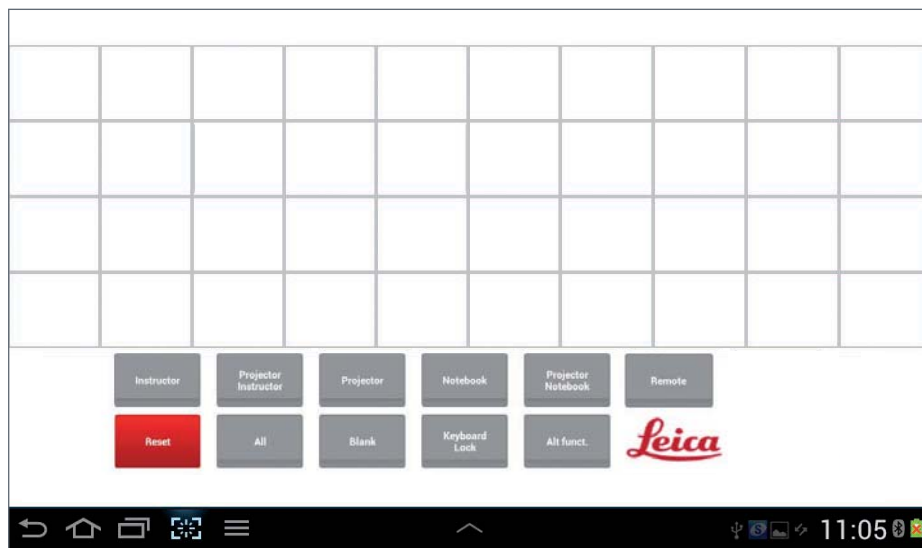 Instructor
Projector
Instructor
Projector
Notebook
Projector
Notebook
Remote
Reset
All
Blank
Keyboard
Lock
Alt funct.
Leica
11:05